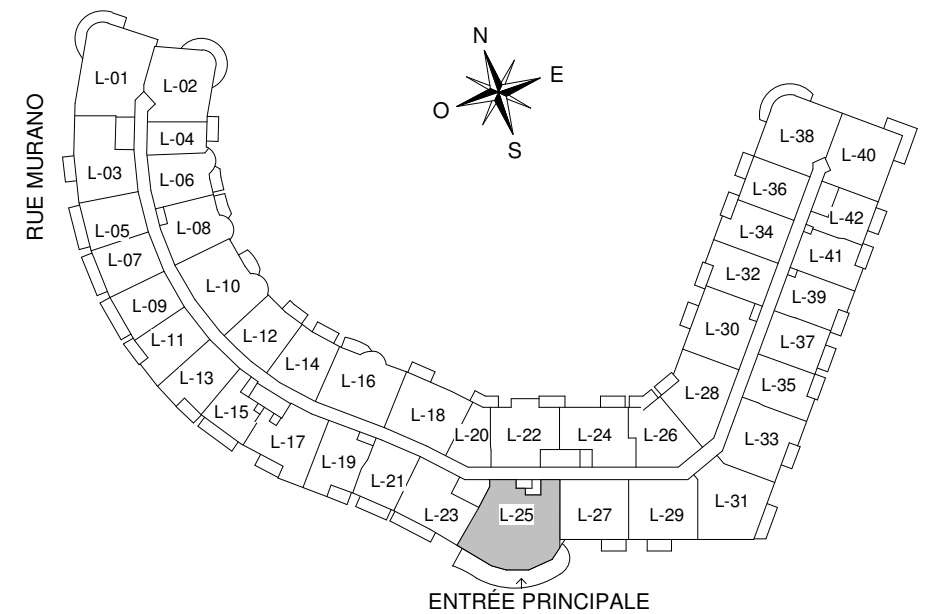 N
E
O
S
RUE MURANO
L-01
L-02
L-04
L-03
L-06
L-05
L-08
L-07
L-10
L-09
L-12
L-11
L-14
L-13
L-16
L-15
L-18
L-17
L-20
L-19
L-22
L-21
L-24
L-23
L-26
L-25
L-27
L-29
L-28
L-31
L-30
L-33
L-32
L-35
L-34
L-37
L-36
L-39
L-38
L-41
L-40
L-42
ENTRÉE PRINCIPALE